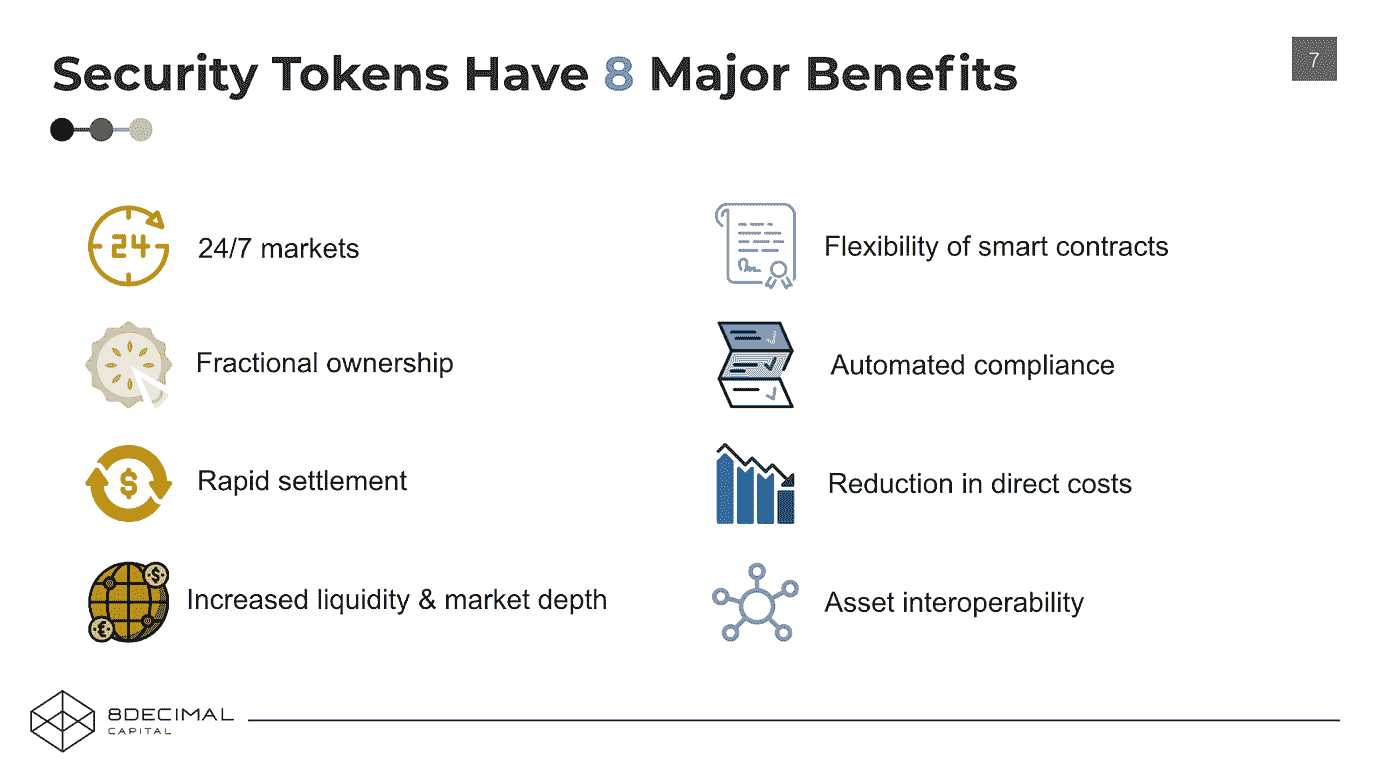 Security Tokens Have 8 Major Benefits
7
24
24/7 markets
Fractional ownership
$
Rapid settlement
$
€
Increased liquidity & market depth
Flexibility of smart contracts
Automated compliance
Reduction in direct costs
Asset interoperability
8DECIMAL
CAPITAL